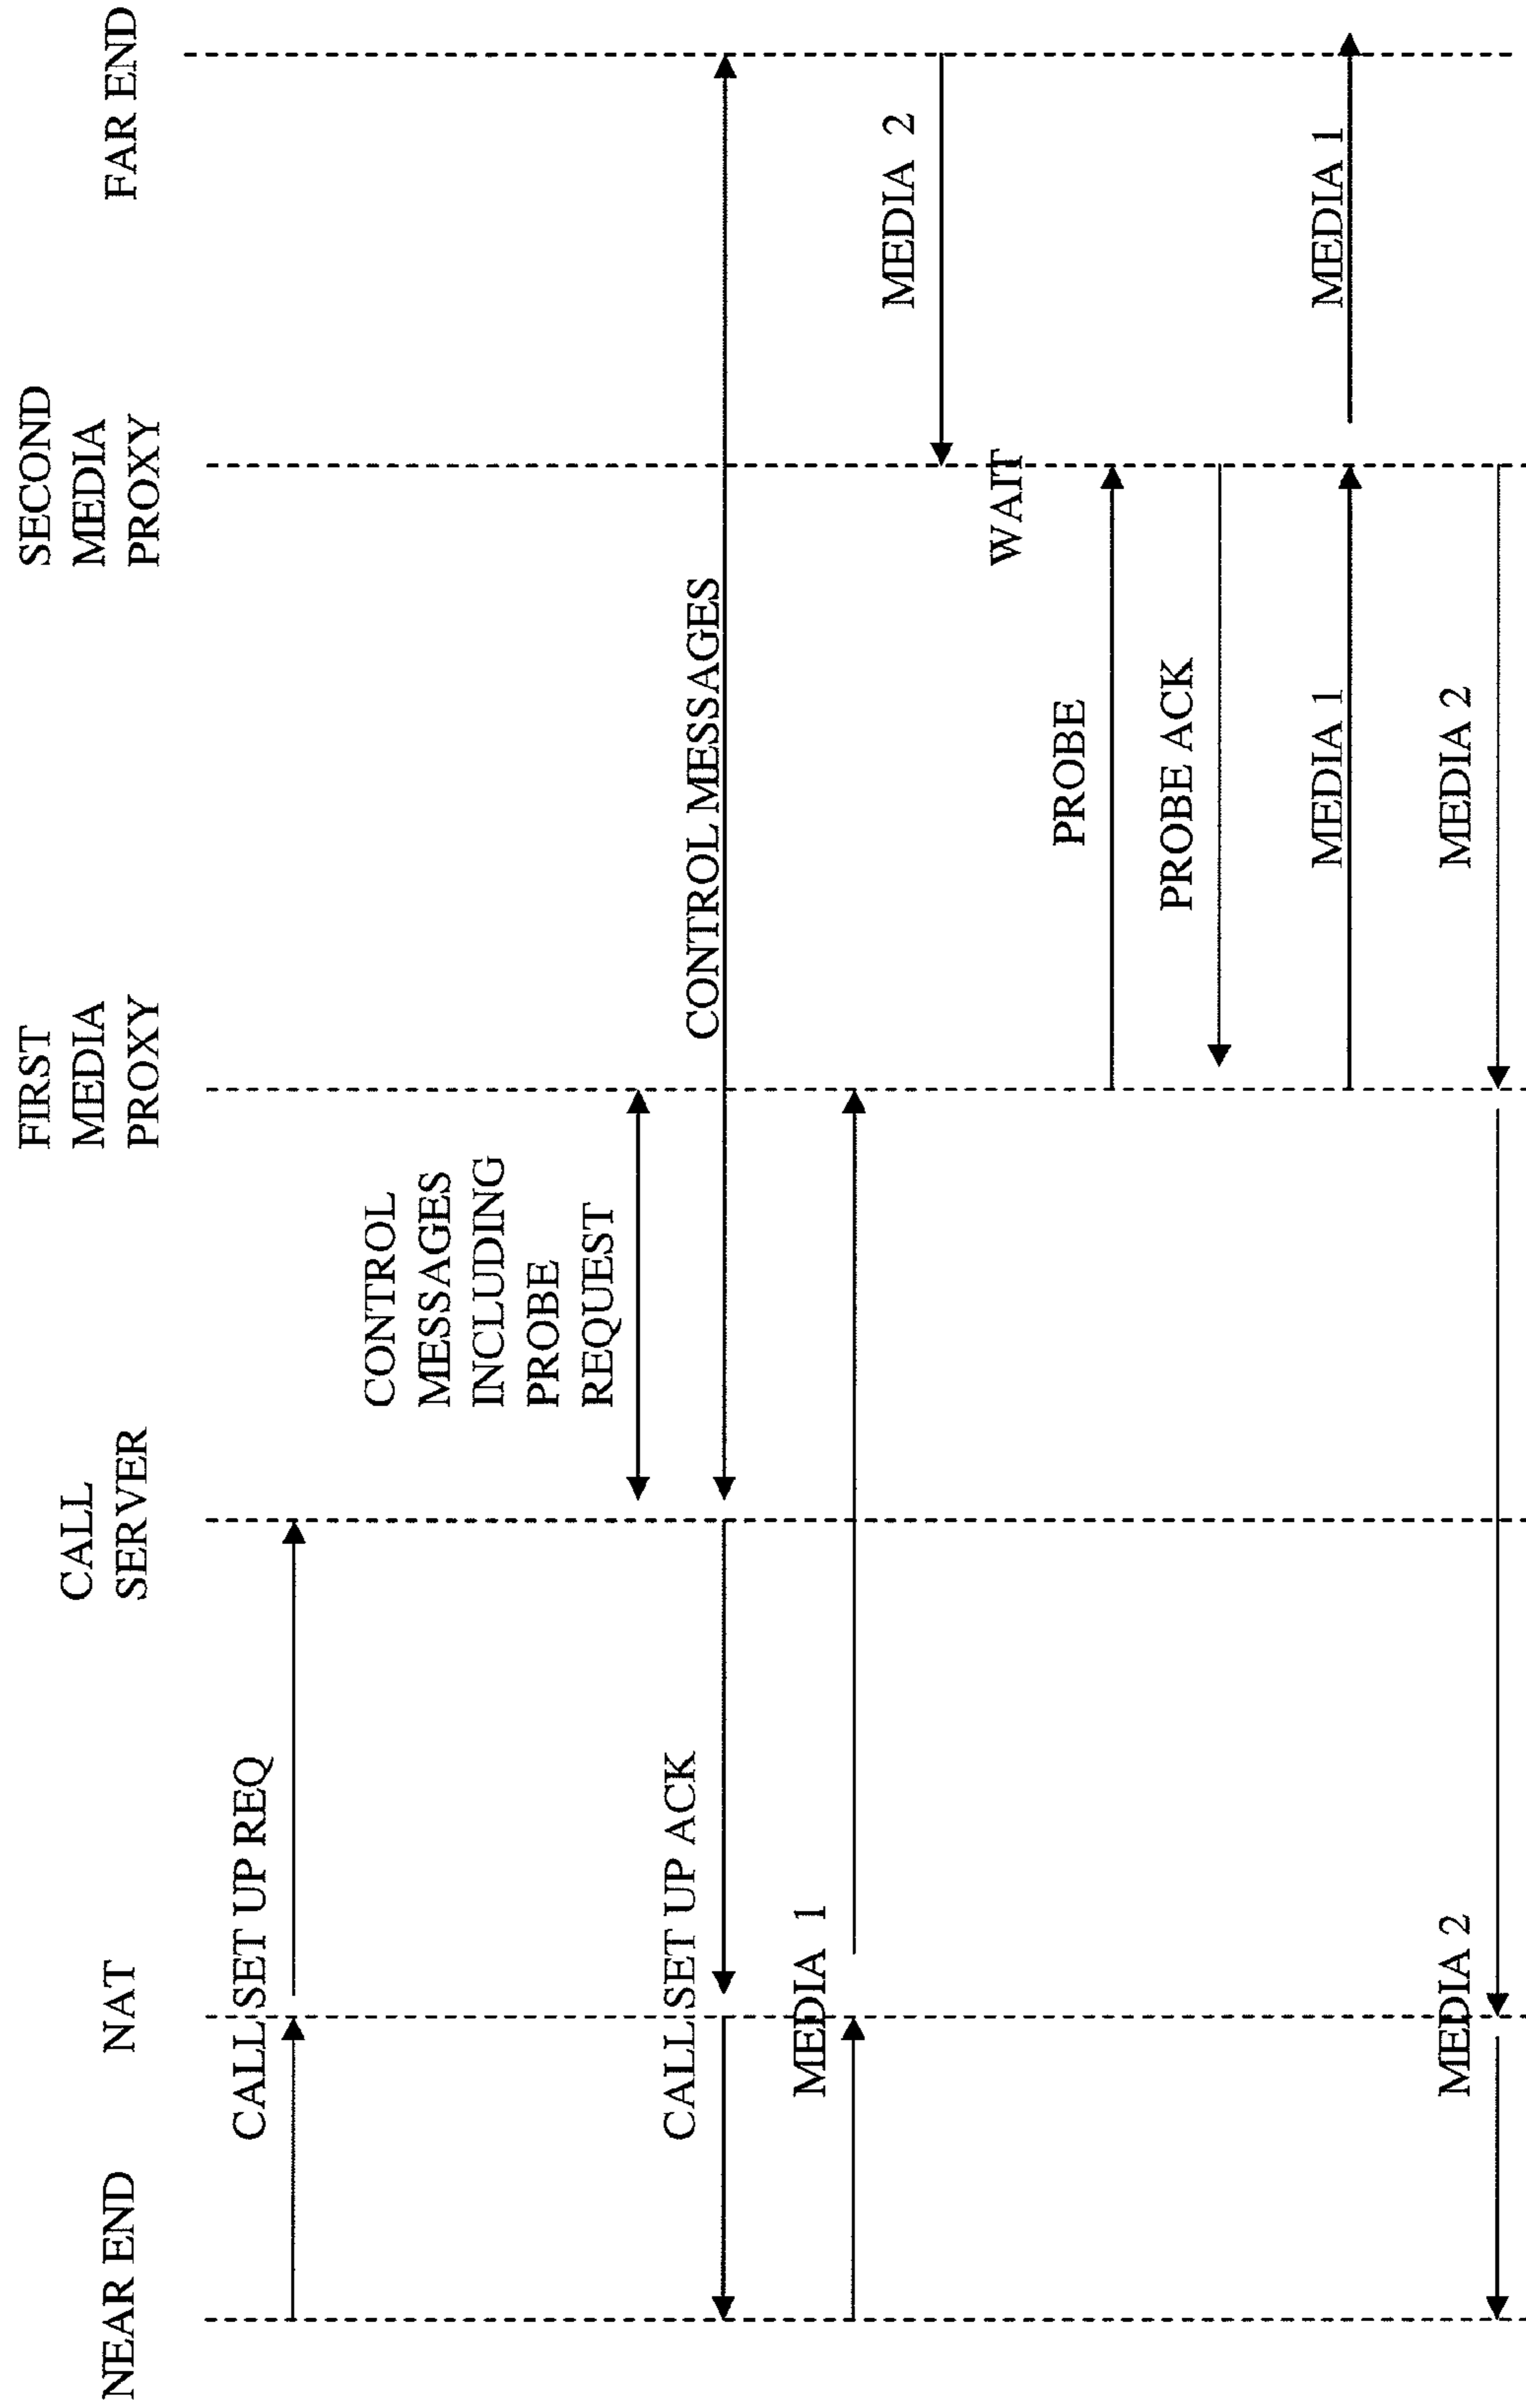 NEAR END
NAT
CALL
SERVER
FIRST
MEDIA
PROXY
SECOND
MEDIA
PROXY
FAR END
CALL SET UP REQ
CONTROL
MESSAGES
INCLUDING
PROBE
REQUEST
CALL SET UP ACK
CONTROL MESSAGES
MEDIA 1
MEDIA 2
WAIT
PROBE
PROBE ACK
MEDIA 1
MEDIA 1
MEDIA 2
MEDIA 2